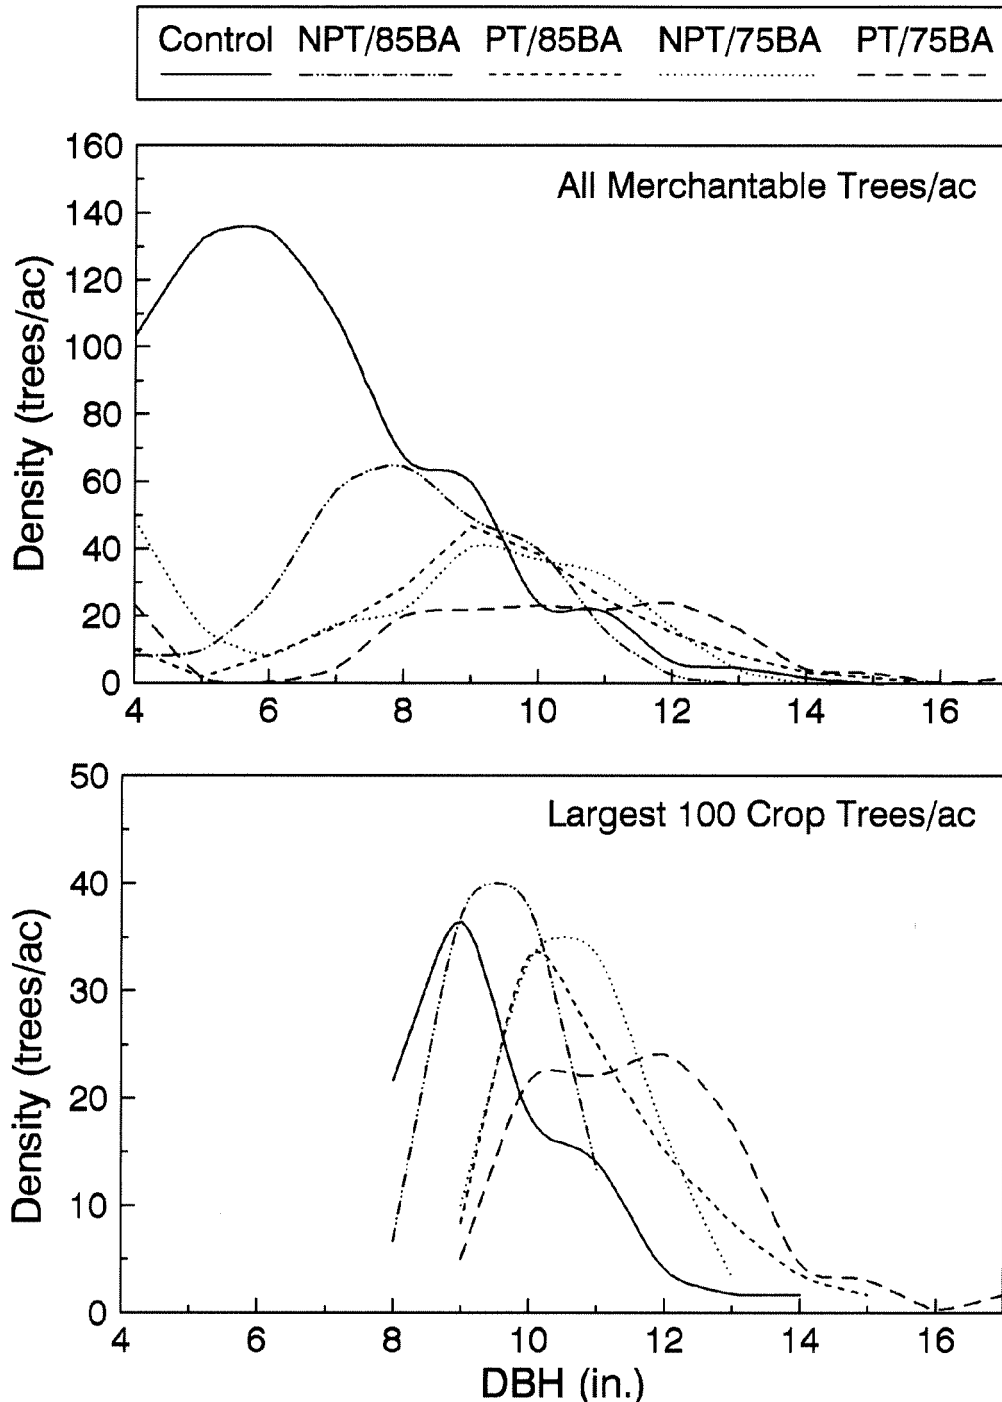 Control NPT/85BA PT/85BA NPT/75BA PT/75BA
All Merchantable Trees/ac
Density (trees/ac)
160
140
120
100
80
60
40
20
0
4 6 8 10 12 14 16
Largest 100 Crop Trees/ac
Density (trees/ac)
50
40
30
20
10
0
4 6 8 10 12 14 16
DBH (in.)